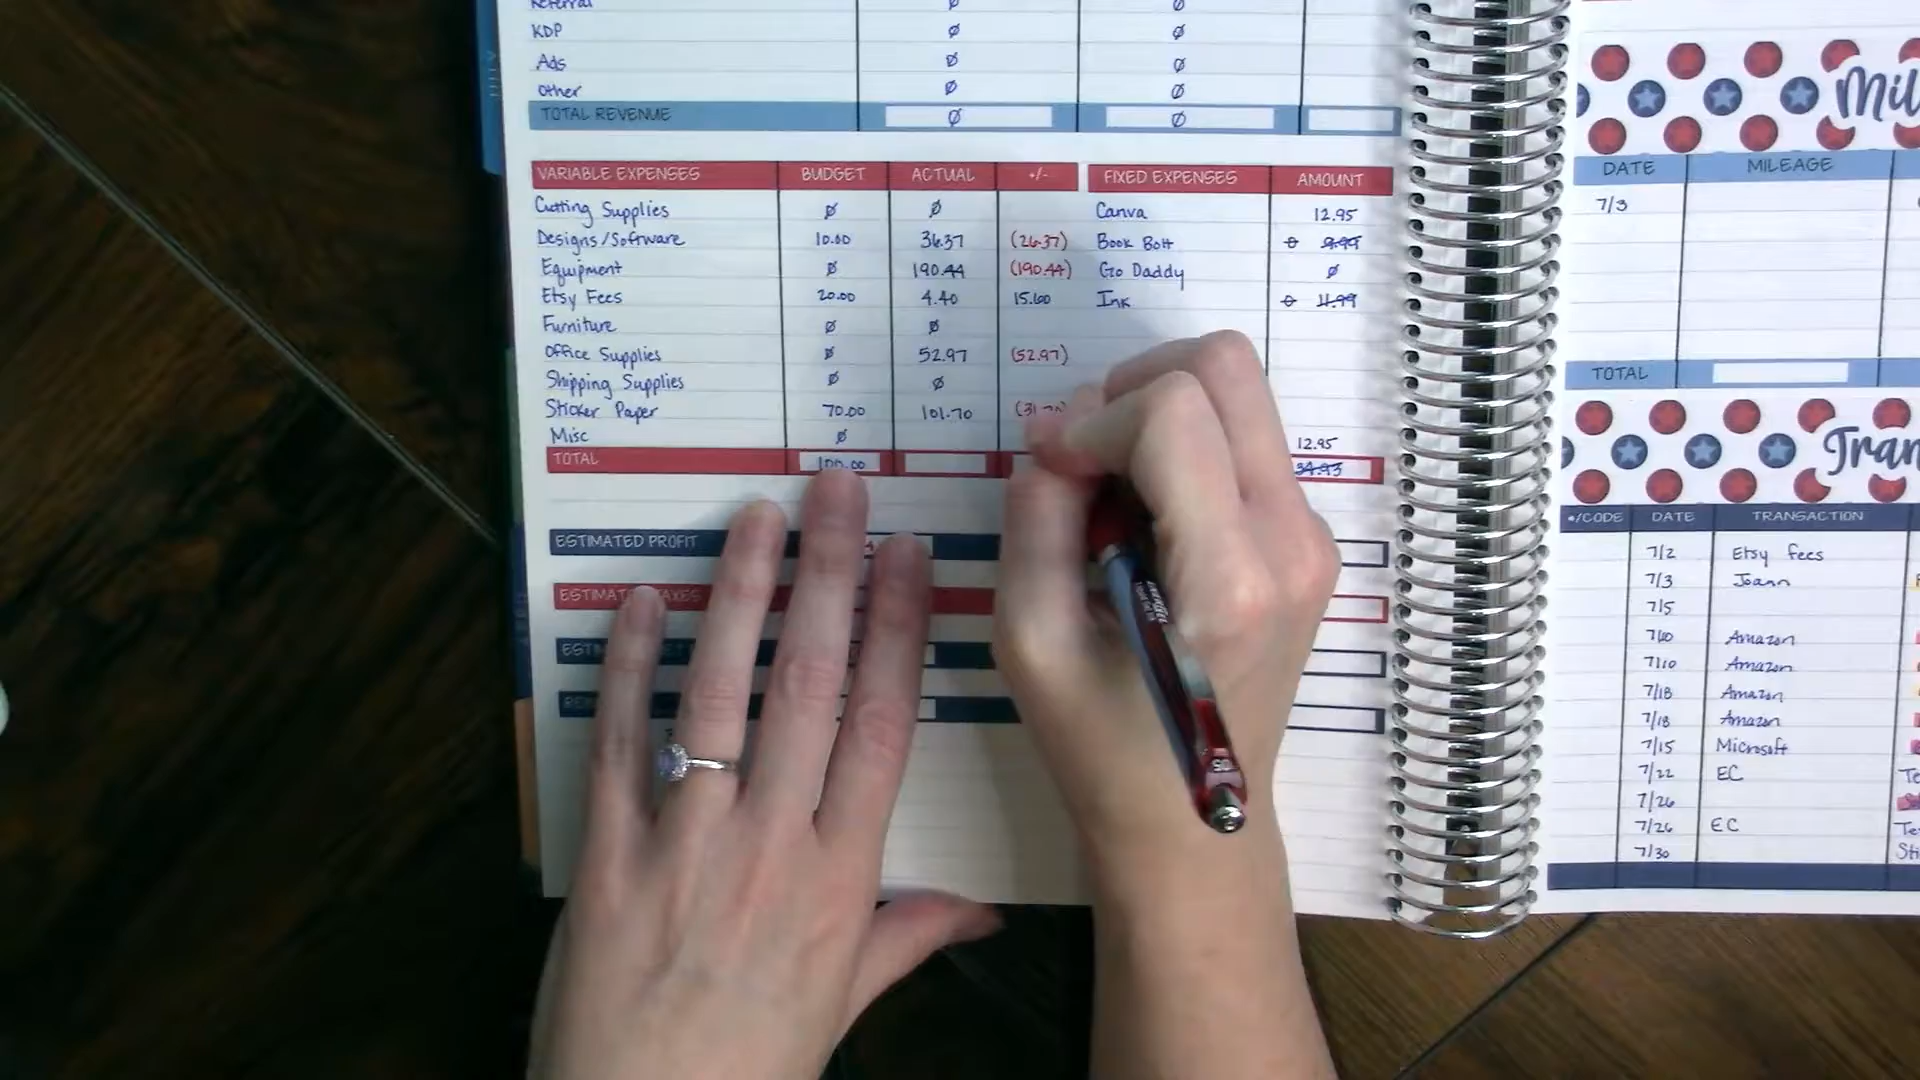 Referral Ø Ø
KDP Ø Ø
Ads Ø Ø
Other Ø Ø
TOTAL REVENUE Ø Ø
VARIABLE EXPENSES BUDGET ACTUAL +/-
Cutting Supplies Ø Ø
Designs/Software 10.00 36.37 (26.37)
Equipment Ø 190.44 (190.44)
Etsy Fees 20.00 4.40 15.60
Furniture Ø Ø
Office Supplies Ø 52.97 (52.97)
Shipping Supplies Ø Ø
Sticker Paper 70.00 101.70
Misc Ø
TOTAL 100.00
FIXED EXPENSES AMOUNT
Canva 12.95
Book Bolt 9.99
Go Daddy Ø
Ink 11.99
12.95
34.93
ESTIMATED PROFIT
Mil
DATE MILEAGE
7/3
TOTAL
Tran
*/CODE DATE TRANSACTION
7/2 Etsy fees
7/3 Joann
7/5
7/10 Amazon
7/10 Amazon
7/18 Amazon
7/18 Amazon
7/15 Microsoft
7/22 EC
7/26
7/26 EC
7/30